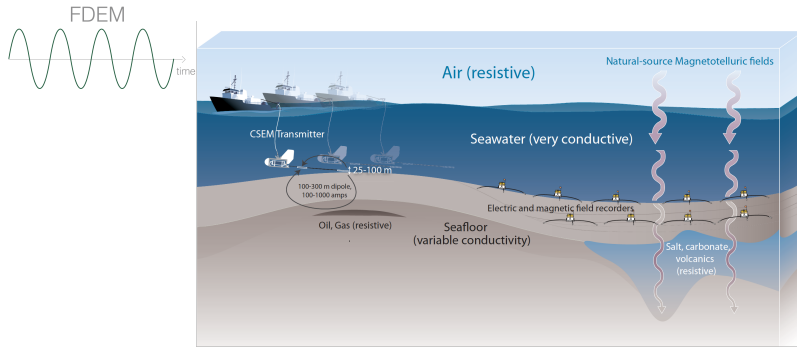 FDEM
time
Air (resistive)
Natural-source Magnetotelluric fields
CSEM Transmitter
Seawater (very conductive)
25-100 m
100-300 m dipole,
100-1000 amps
Electric and magnetic field recorders
Oil, Gas (resistive)
Seafloor
(variable conductivity)
Salt, carbonate,
volcanics
(resistive)